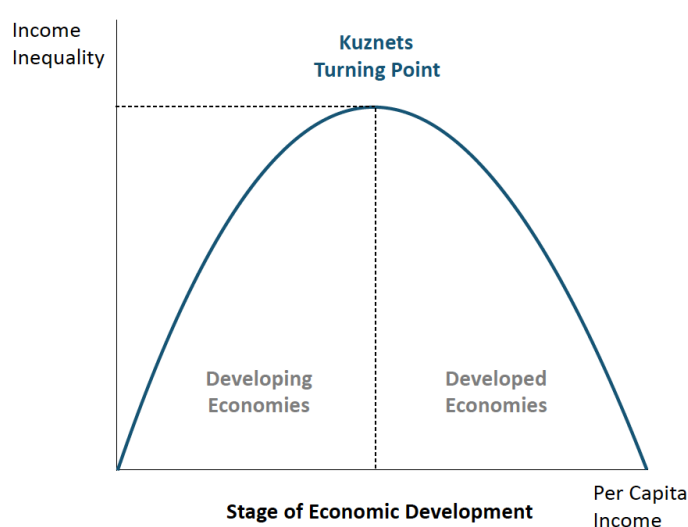 Income
Inequality
Kuznets
Turning Point
Developing
Economies
Developed
Economies
Stage of Economic Development
Per Capita
Income